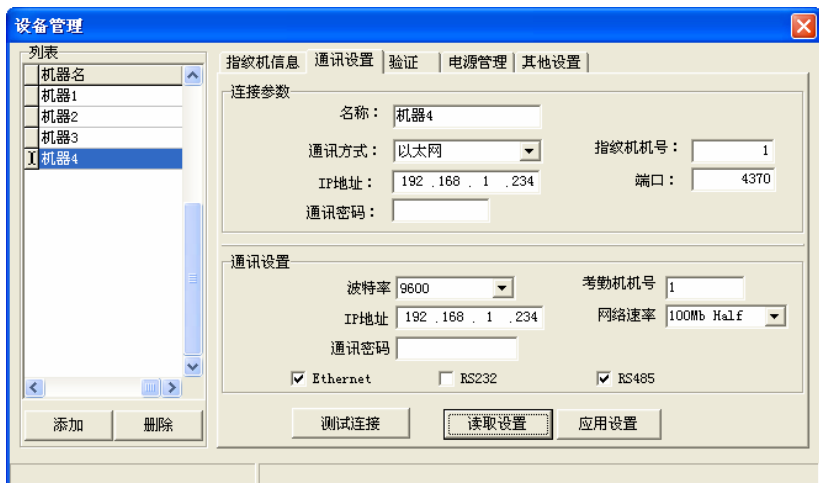 设备管理
列表
机器名
机器1
机器2
机器3
机器4
添加
删除
指纹机信息 通讯设置 验证 电源管理 其他设置
连接参数
名称： 机器4
通讯方式： 以太网 指纹机机号： 1
IP地址： 192 .168 . 1 .234 端口： 4370
通讯密码：
通讯设置
波特率 9600 考勤机机号 1
IP地址 192 .168 . 1 .234 网络速率 100Mb Half
通讯密码
Ethernet RS232 RS485
测试连接 读取设置 应用设置